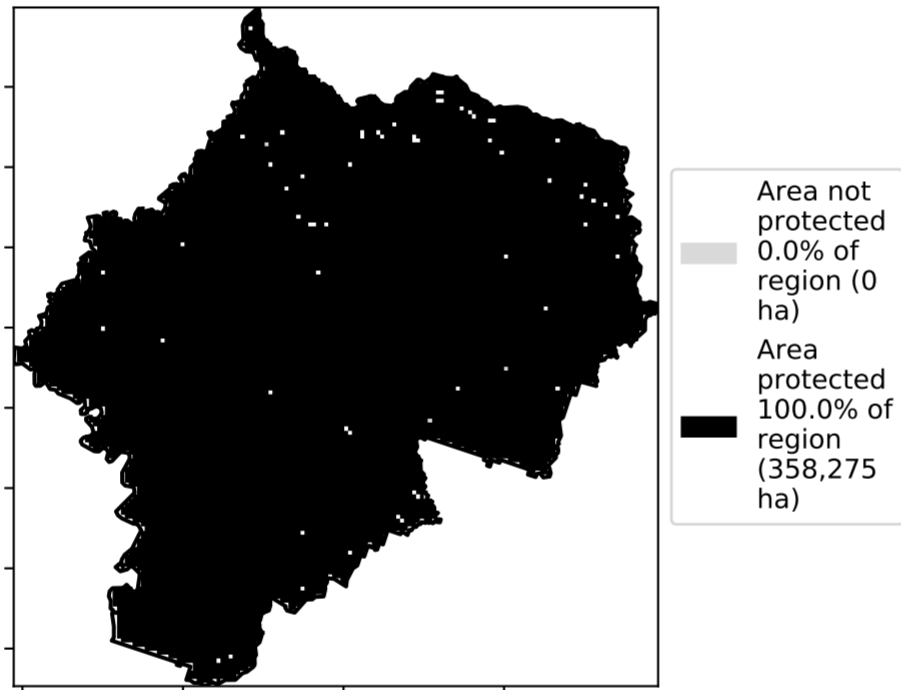 Area not
protected
0.0% of
region (0
ha)
Area
protected
100.0% of
region
(358,275
ha)